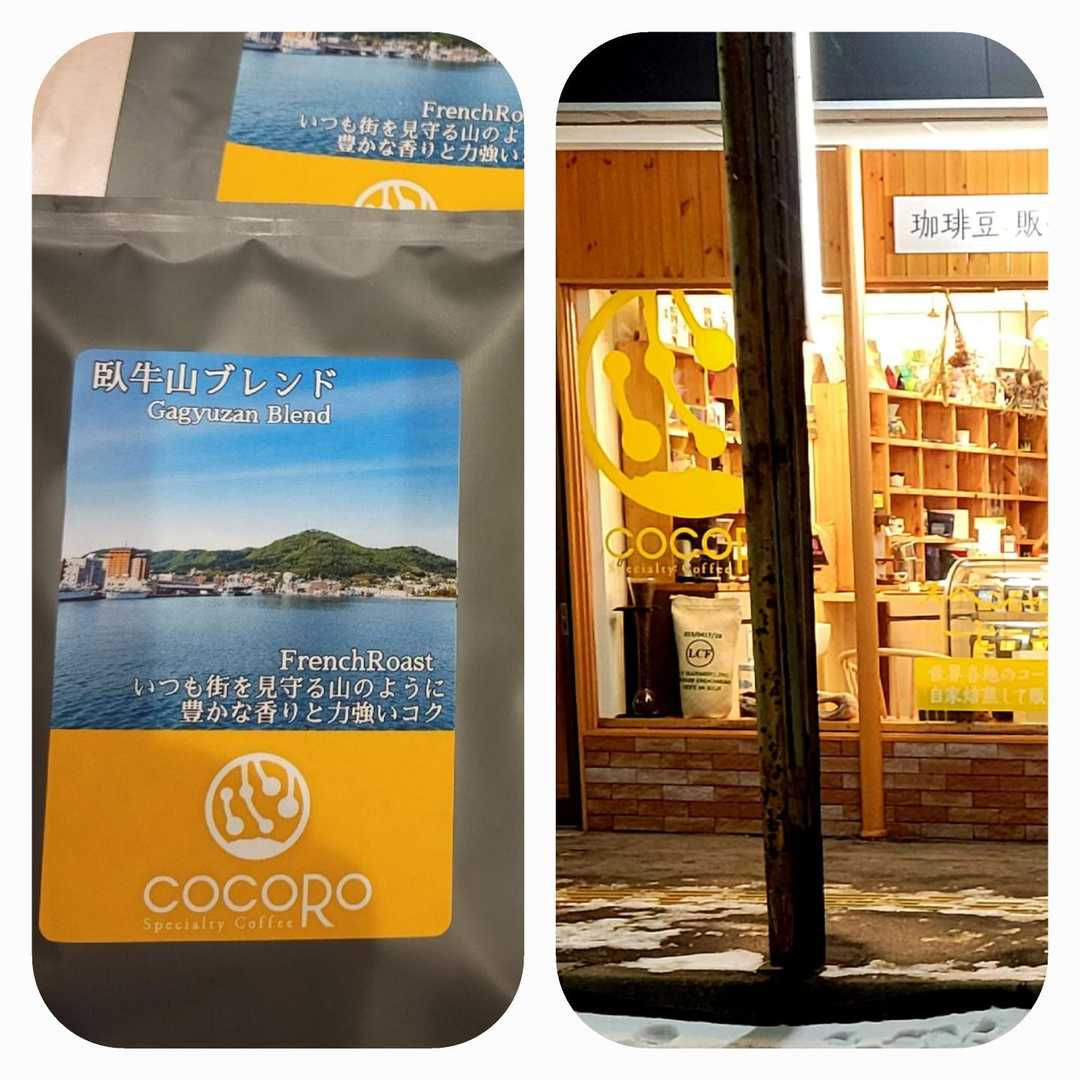 FrenchRo
いつも街を見守る山のよ
豊かな香りと力強い
臥牛山ブレンド
Gagyuzan Blend
FrenchRoast
いつも街を見守る山のように
豊かな香りと力強いコク
COCORO
Specialty Coffee
珈琲豆 販
COCOR
Specialty Coffee
LCF
世界各地のコー
自家焙煎して販